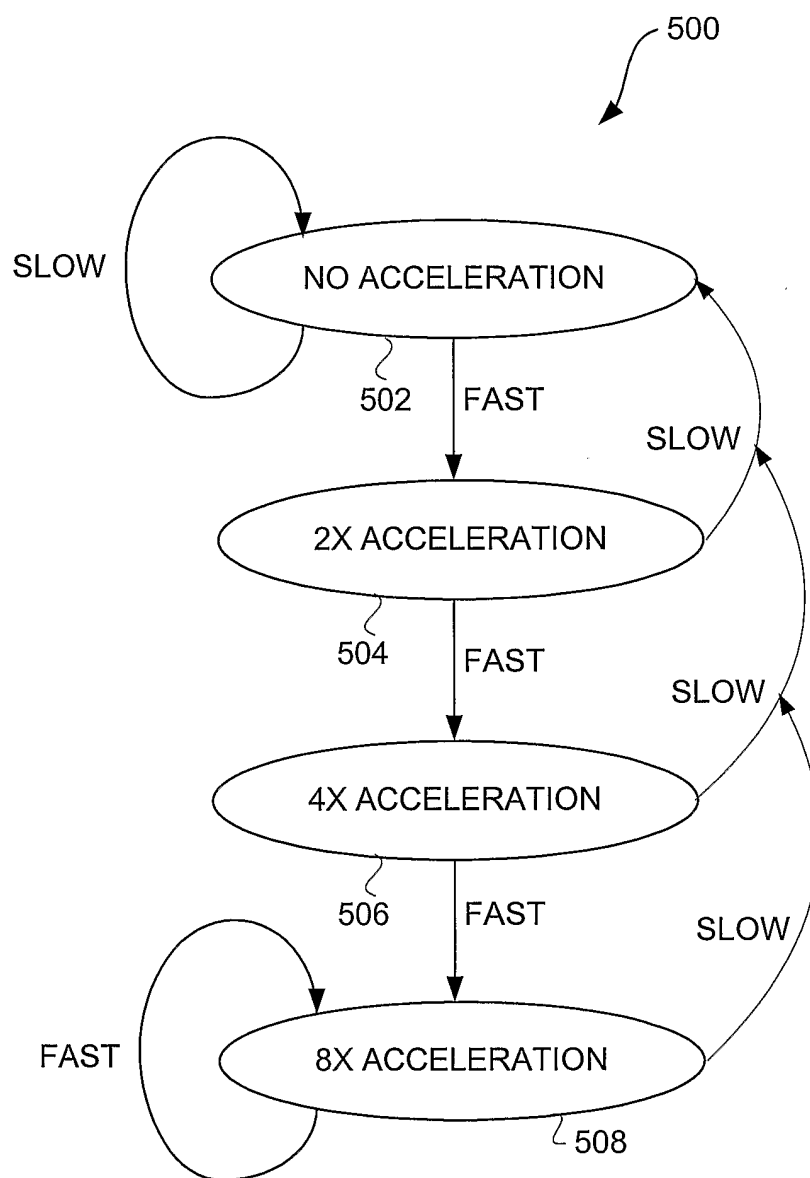 500
SLOW
NO ACCELERATION
502
FAST
SLOW
2X ACCELERATION
504
FAST
SLOW
4X ACCELERATION
506
FAST
SLOW
FAST
8X ACCELERATION
508